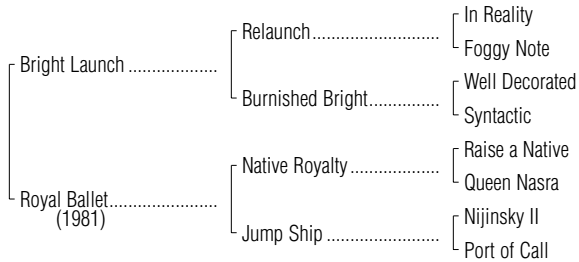 In Reality
Relaunch........................
Foggy Note
Bright Launch .................
Well Decorated
Burnished Bright..............
Syntactic
Raise a Native
Native Royalty .................
Queen Nasra
Royal Ballet.....................
(1981)
Nijinsky II
Jump Ship ......................
Port of Call